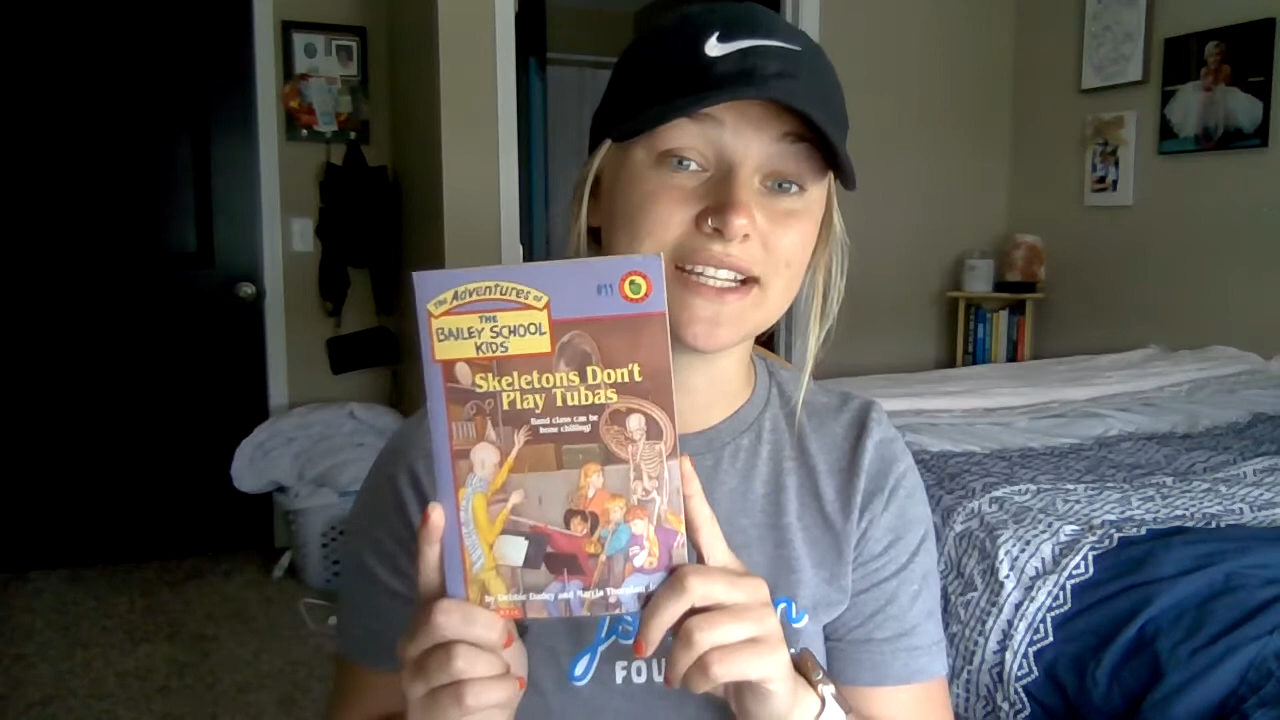 The Adventures of
THE
BAILEY SCHOOL
KIDS
#11
Skeletons Don't
Play Tubas
Band class can be
bone chilling!
by Debbie Dadey and Marcia Thornton J
FOU